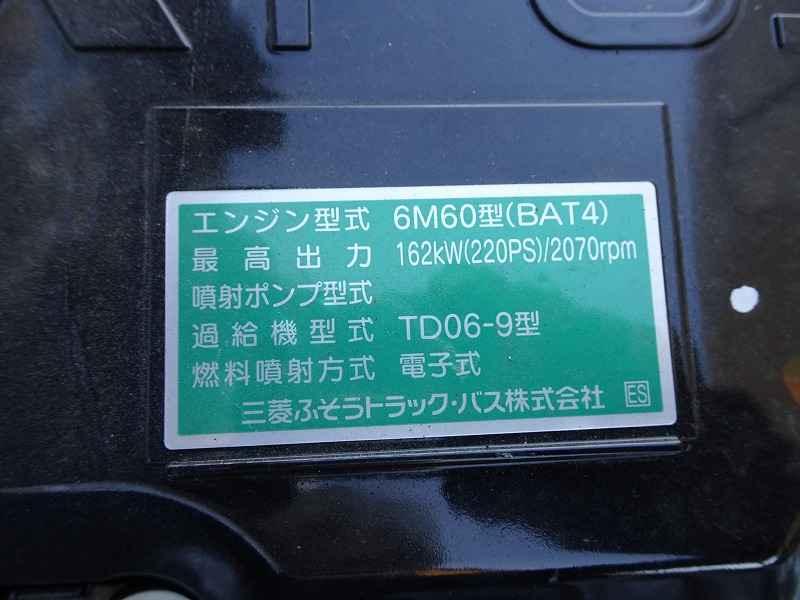 エンジン型式 6M60型(BAT4)
最高出力 162kW(220PS)/2070rpm
噴射ポンプ型式
過給機型式 TD06-9型
燃料噴射方式 電子式
三菱ふそうトラック・バス株式会社 ES